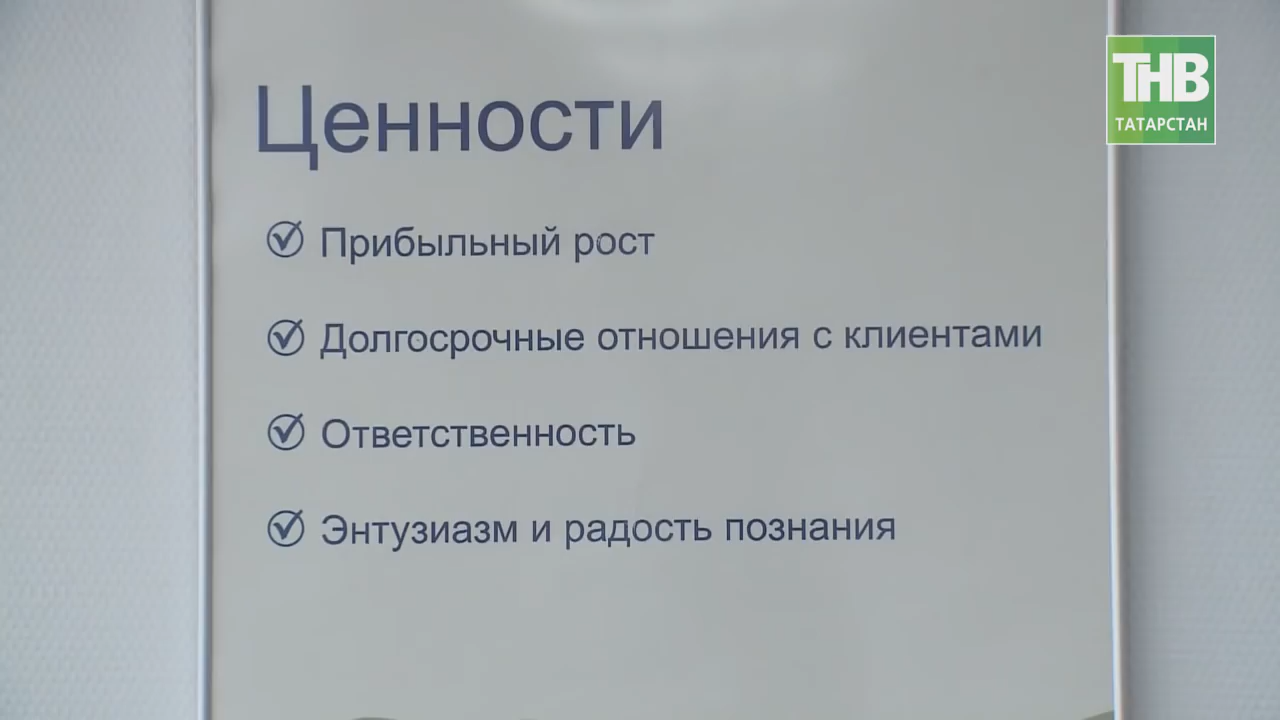 Ценности
Прибыльный рост
Долгосрочные отношения с клиентами
Ответственность
Энтузиазм и радость познания
ТНВ
ТАТАРСТАН